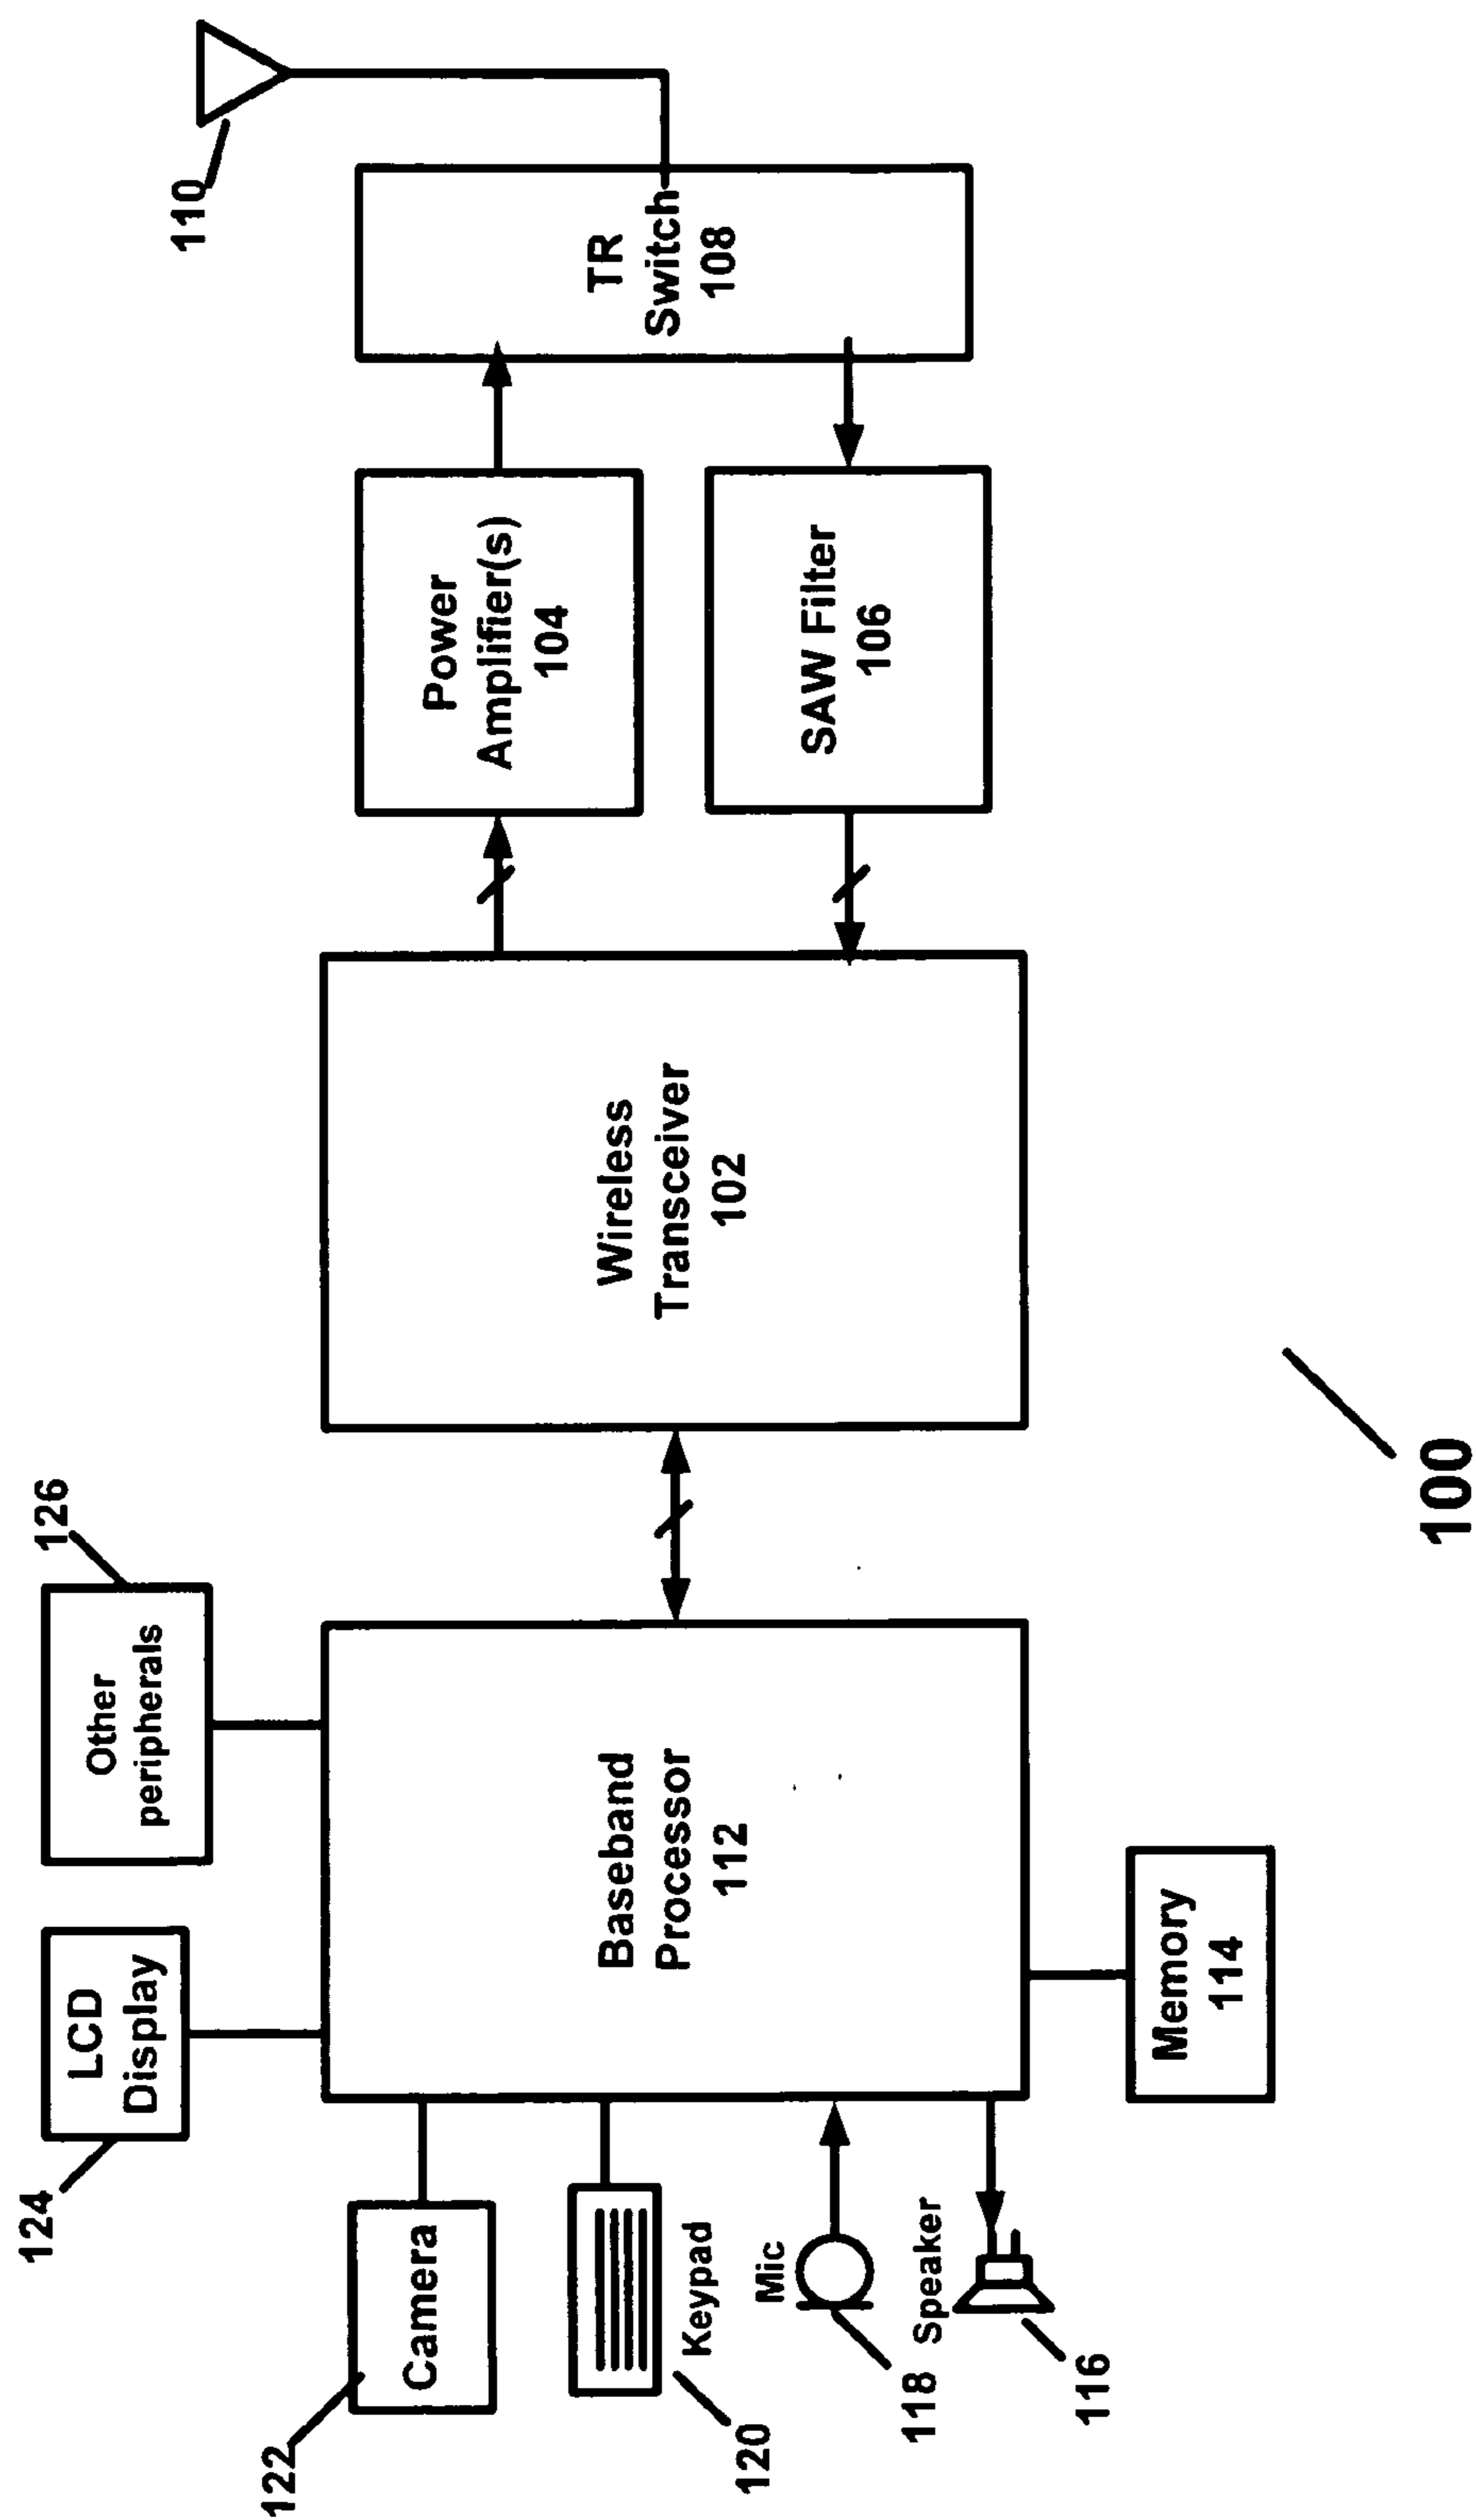 124
LCD
Display
126
Other
peripherals
110
122
Camera
Keypad
120
Mic
118
Speaker
116
Baseband
Processor
112
Memory
114
Wireless
Transceiver
102
Power
Amplifier(s)
104
SAW Filter
106
TR
Switch
108
100